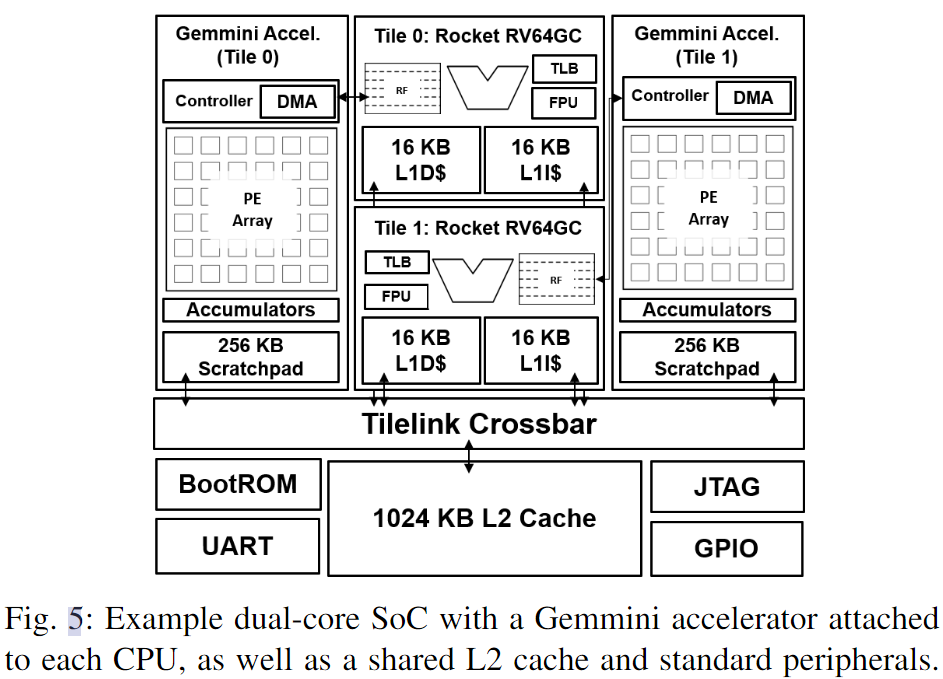 Gemmini Accel.
(Tile 0)
Controller
DMA
PE
Array
Accumulators
256 KB
Scratchpad
Tile 0: Rocket RV64GC
RF
TLB
FPU
16 KB
L1D$
16 KB
L1I$
Tile 1: Rocket RV64GC
TLB
FPU
RF
16 KB
L1D$
16 KB
L1I$
Gemmini Accel.
(Tile 1)
Controller
DMA
PE
Array
Accumulators
256 KB
Scratchpad
Tilelink Crossbar
BootROM
UART
1024 KB L2 Cache
JTAG
GPIO
Fig. 5: Example dual-core SoC with a Gemmini accelerator attached
to each CPU, as well as a shared L2 cache and standard peripherals.